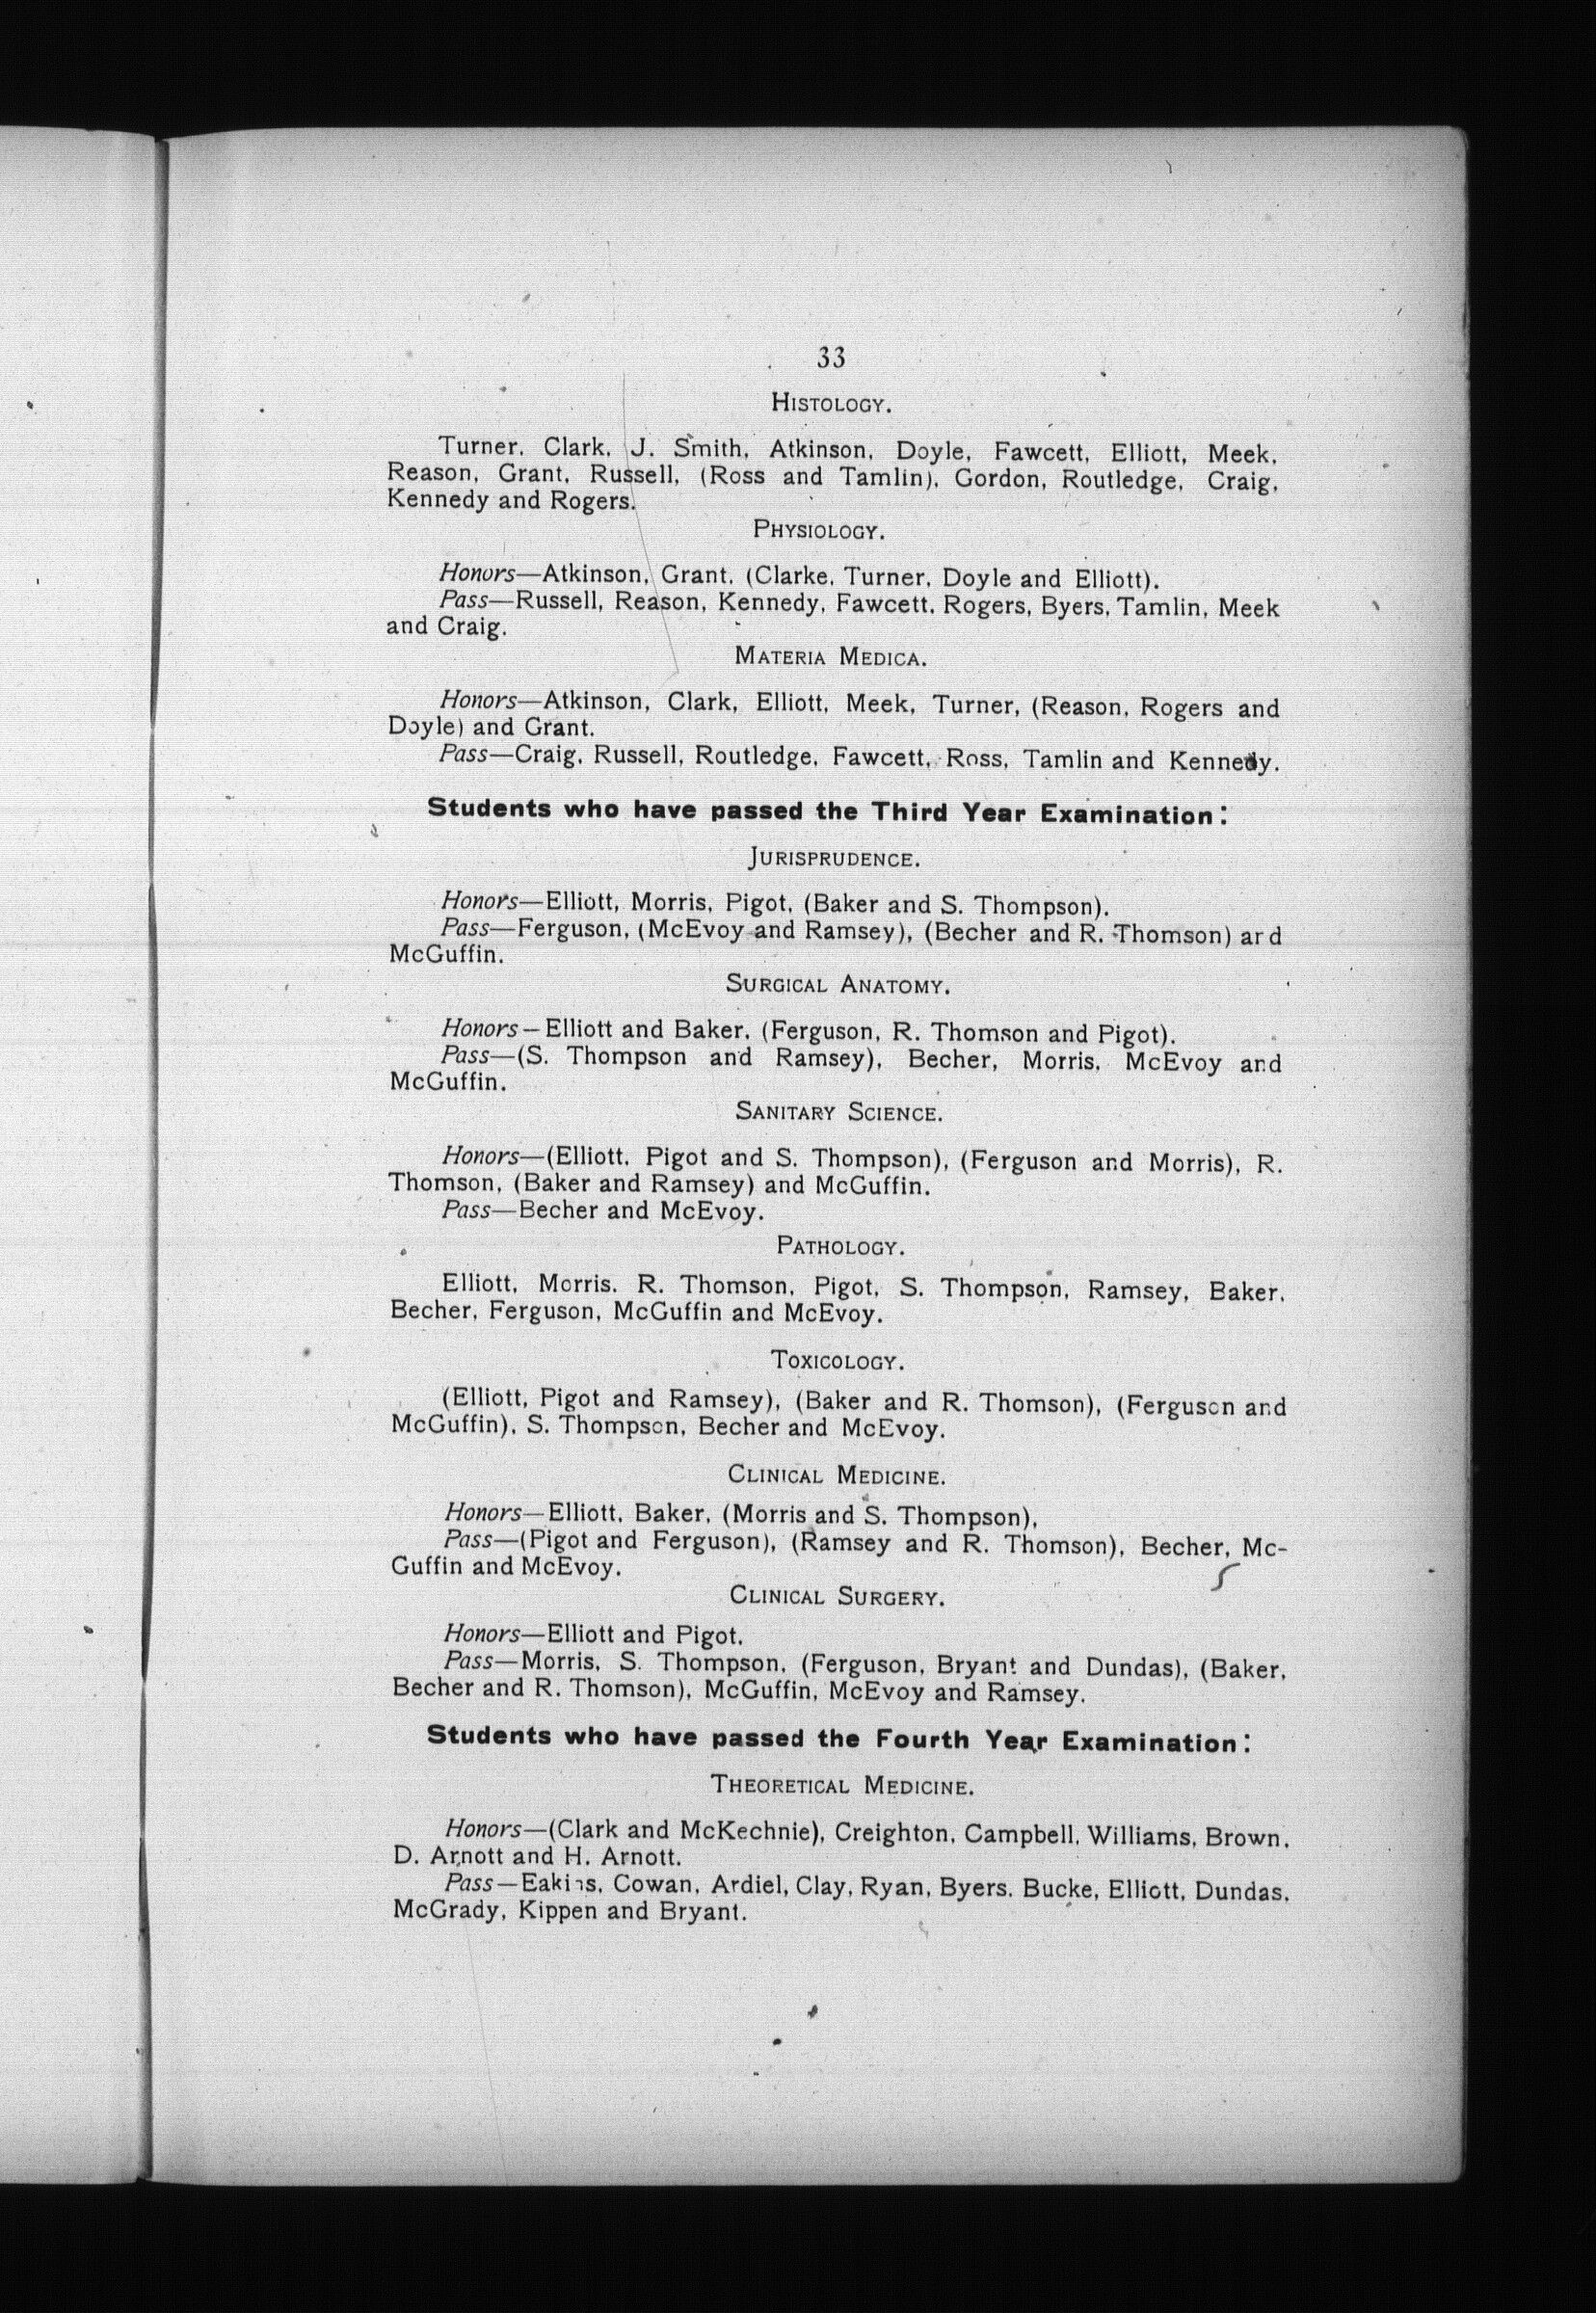 33
HISTOLOGY.
Turner, Clark, J. Smith, Atkinson, Doyle, Fawcett, Elliott, Meek,
Reason, Grant, Russell, (Ross and Tamlin), Gordon, Routledge, Craig,
Kennedy and Rogers.
PHYSIOLOGY.
Honors—Atkinson, Grant, (Clarke, Turner, Doyle and Elliott).
Pass—Russell, Reason, Kennedy, Fawcett, Rogers, Byers, Tamlin, Meek
and Craig.
MATERIA MEDICA.
Honors—Atkinson, Clark, Elliott, Meek, Turner, (Reason, Rogers and
Doyle) and Grant.
Pass—Craig, Russell, Routledge, Fawcett, Ross, Tamlin and Kennedy.
Students who have passed the Third Year Examination:
JURISPRUDENCE.
Honors—Elliott, Morris, Pigot, (Baker and S. Thompson).
Pass—Ferguson, (McEvoy and Ramsey), (Becher and R. Thomson) and
McGuffin.
SURGICAL ANATOMY.
Honors—Elliott and Baker, (Ferguson, R. Thomson and Pigot).
Pass—(S. Thompson and Ramsey), Becher, Morris, McEvoy and
McGuffin.
SANITARY SCIENCE.
Honors—(Elliott, Pigot and S. Thompson), (Ferguson and Morris), R.
Thomson, (Baker and Ramsey) and McGuffin.
Pass—Becher and McEvoy.
PATHOLOGY.
Elliott, Morris, R. Thomson, Pigot, S. Thompson, Ramsey, Baker,
Becher, Ferguson, McGuffin and McEvoy.
TOXICOLOGY.
(Elliott, Pigot and Ramsey), (Baker and R. Thomson), (Ferguson and
McGuffin), S. Thompson, Becher and McEvoy.
CLINICAL MEDICINE.
Honors—Elliott, Baker, (Morris and S. Thompson),
Pass—(Pigot and Ferguson), (Ramsey and R. Thomson), Becher, Mc-
Guffin and McEvoy.
CLINICAL SURGERY.
Honors—Elliott and Pigot.
Pass—Morris, S. Thompson, (Ferguson, Bryant and Dundas), (Baker,
Becher and R. Thomson), McGuffin, McEvoy and Ramsey.
Students who have passed the Fourth Year Examination:
THEORETICAL MEDICINE.
Honors—(Clark and McKechnie), Creighton, Campbell, Williams, Brown,
D. Arnott and H. Arnott.
Pass—Eakins, Cowan, Ardiel, Clay, Ryan, Byers, Bucke, Elliott, Dundas,
McGrady, Kippen and Bryant.